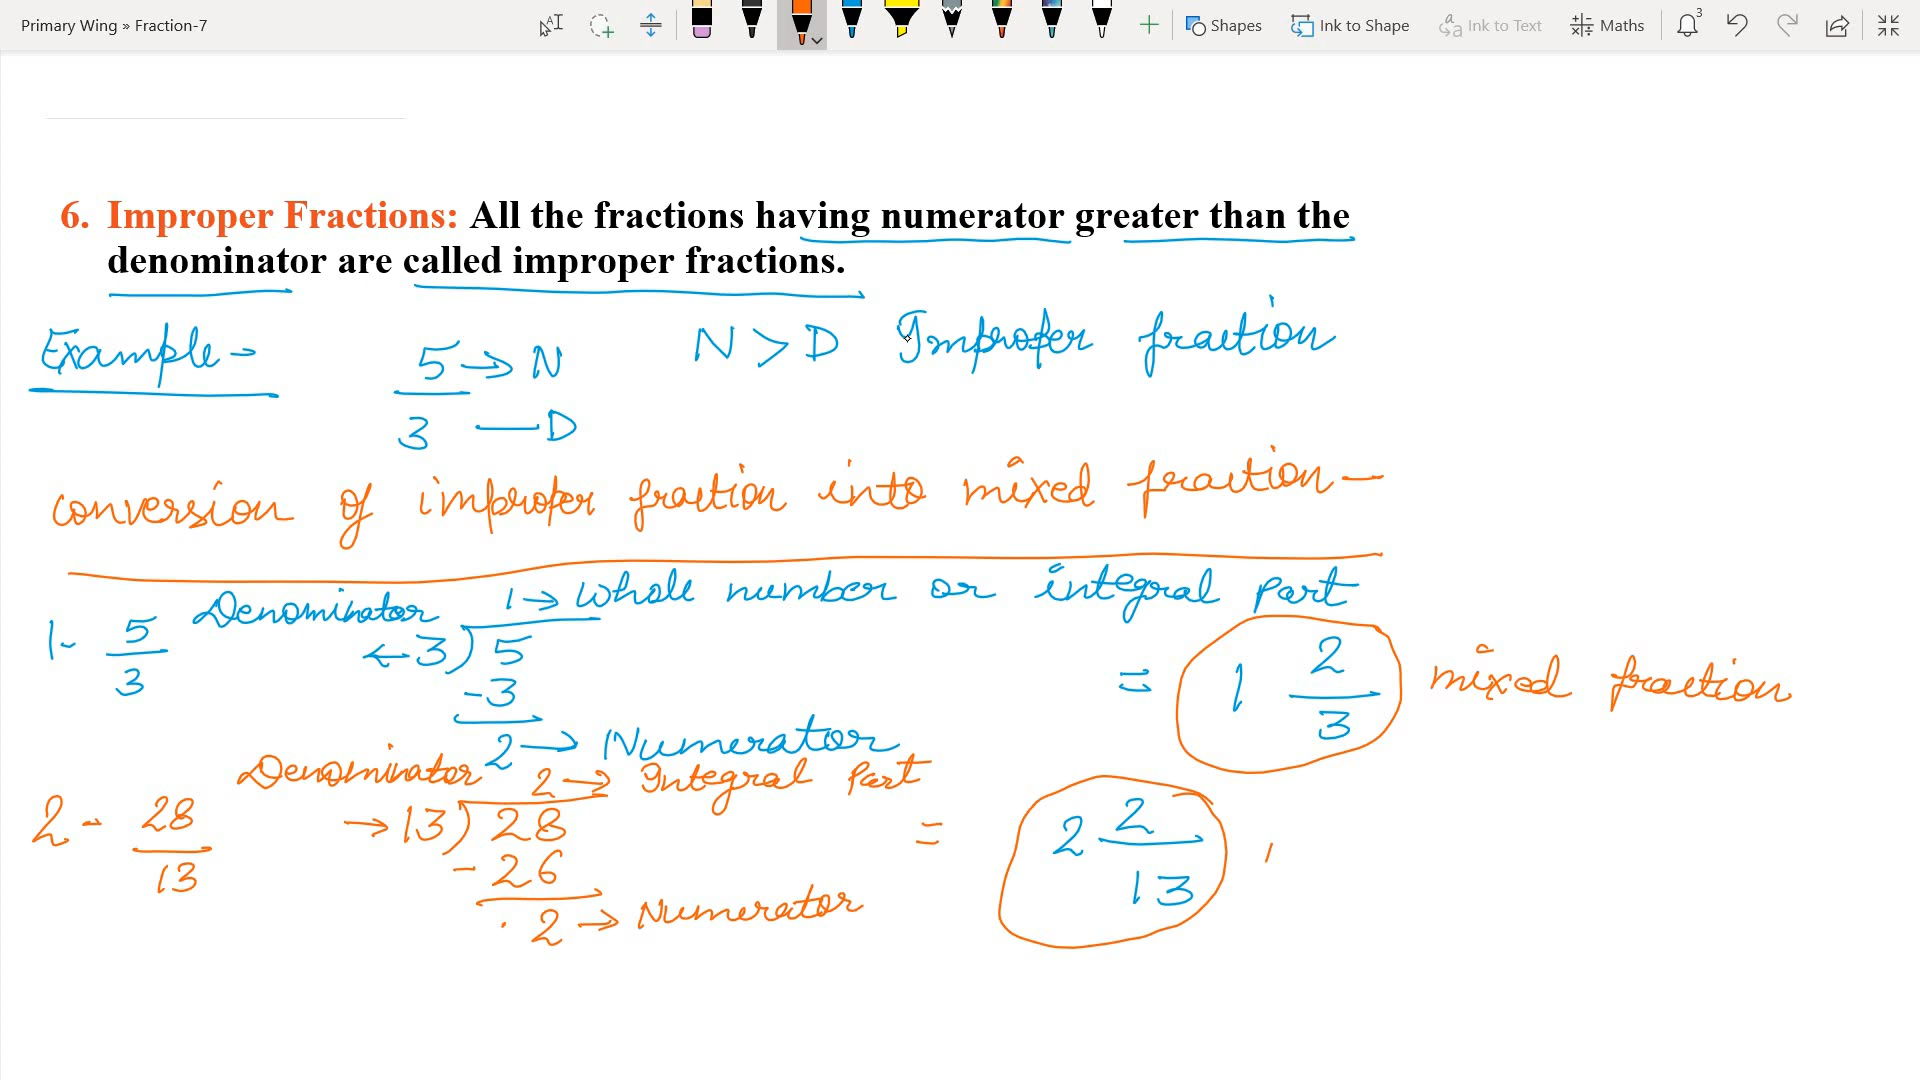 Primary Wing » Fraction-7
Shapes Ink to Shape Ink to Text Maths 3
6. Improper Fractions: All the fractions having numerator greater than the
denominator are called improper fractions.
Example - 5 → N N > D Improper fraction
3 — D
conversion of improper fraction into mixed fraction —
1- 5/3 Denominator 1 → Whole number or integral part
← 3) 5
-3
2 → Numerator
= 1 2/3 mixed fraction
2 - 28/13 Denominator 2 → Integral Part
→ 13) 28
- 26
2 → Numerator
= 2 2/13